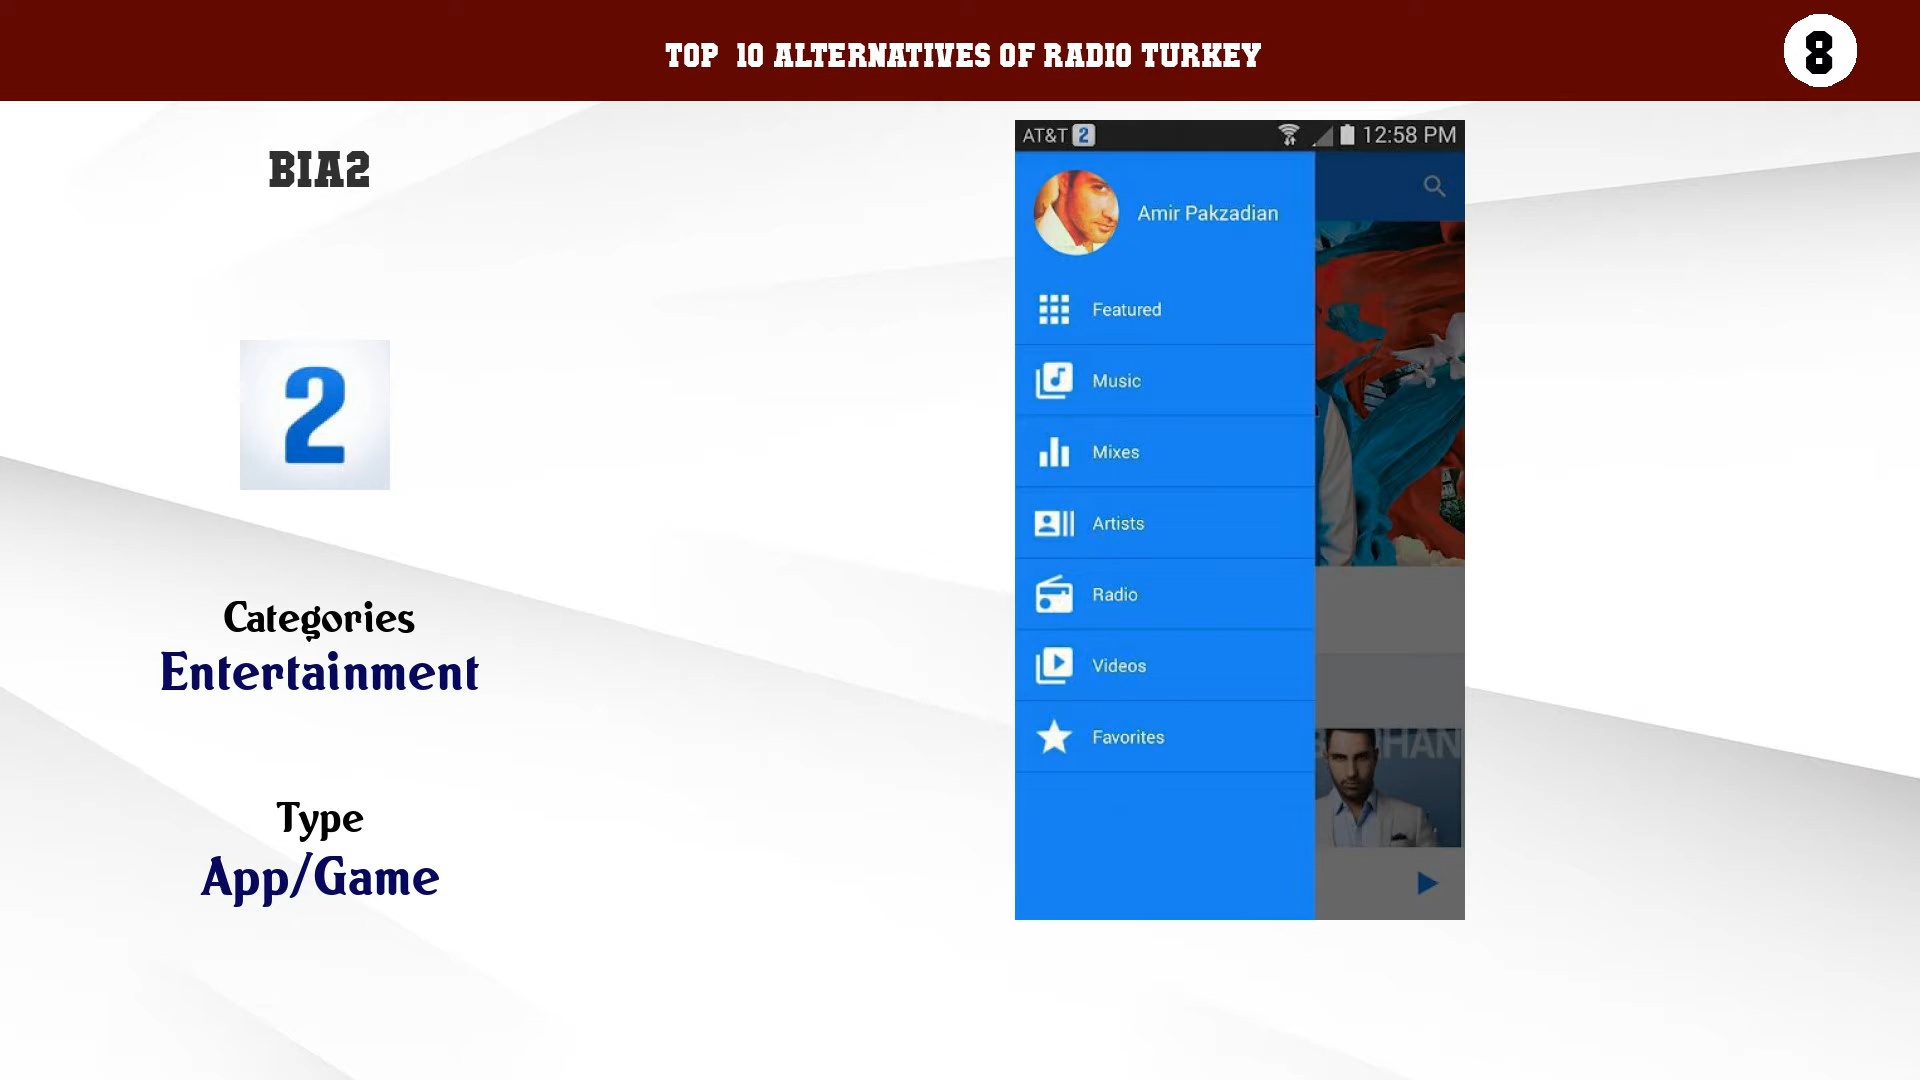 TOP 10 ALTERNATIVES OF RADIO TURKEY
8
BIA2
2
Categories
Entertainment
Type
App/Game
AT&T 2 12:58 PM
Amir Pakzadian
Featured
Music
Mixes
Artists
Radio
Videos
Favorites